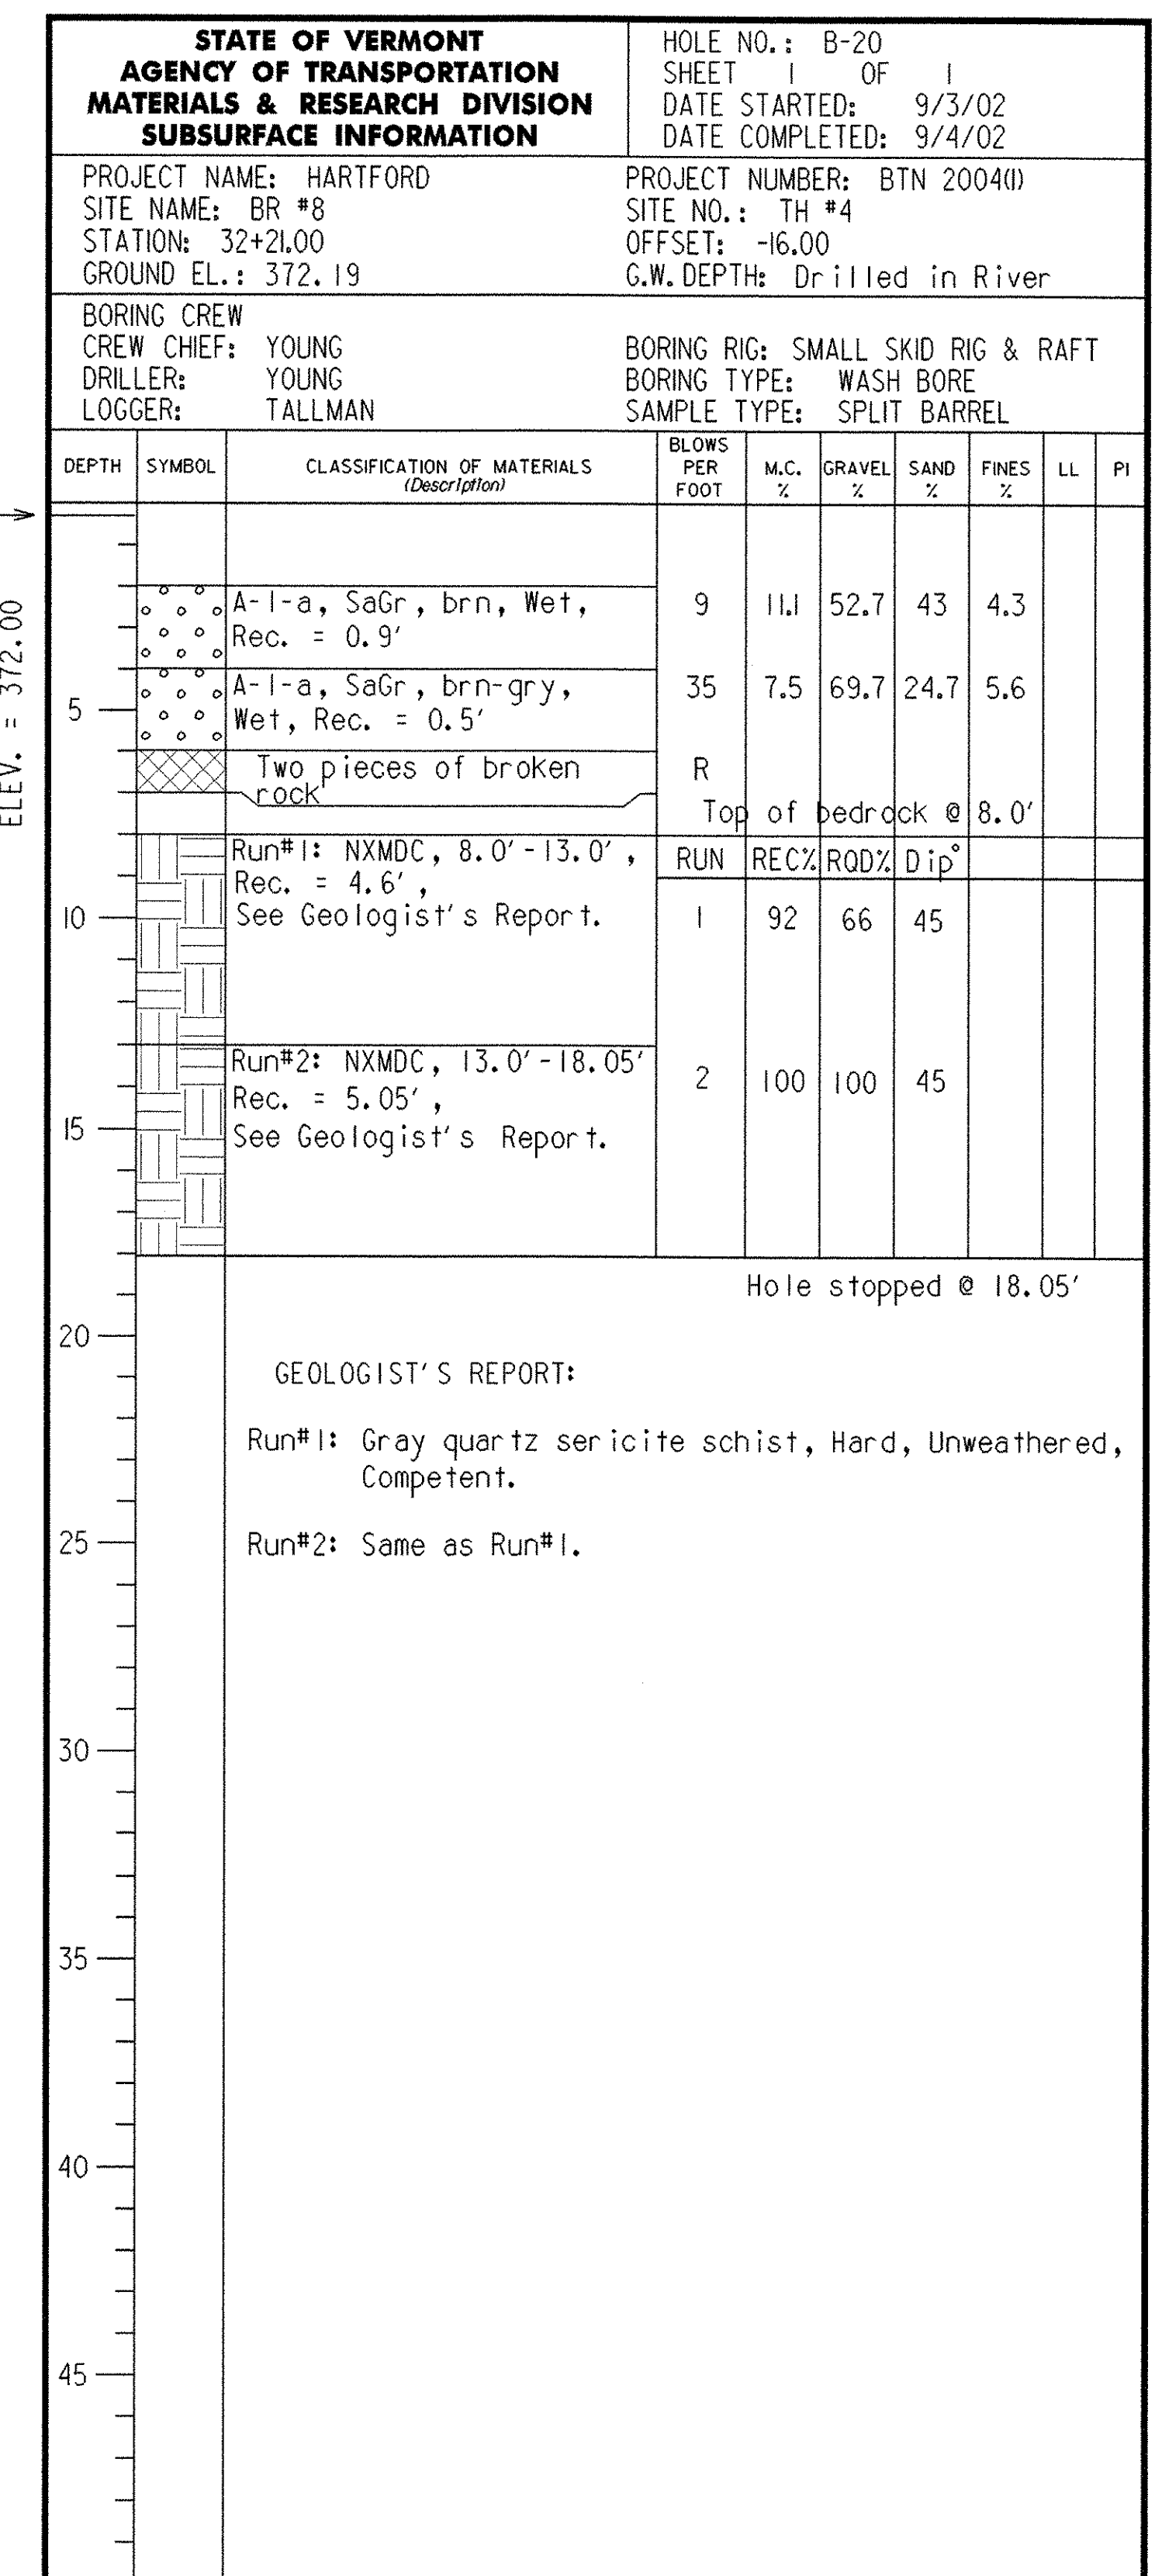 STATE OF VERMONT
AGENCY OF TRANSPORTATION
MATERIALS & RESEARCH DIVISION
SUBSURFACE INFORMATION
HOLE NO.: B-20
SHEET 1 OF 1
DATE STARTED: 9/3/02
DATE COMPLETED: 9/4/02
PROJECT NAME: HARTFORD
SITE NAME: BR #8
STATION: 32+21.00
GROUND EL.: 372.19
PROJECT NUMBER: BTN 2004(1)
SITE NO.: TH #4
OFFSET: -16.00
G.W. DEPTH: Drilled in River
BORING CREW
CREW CHIEF: YOUNG
DRILLER: YOUNG
LOGGER: TALLMAN
BORING RIG: SMALL SKID RIG & RAFT
BORING TYPE: WASH BORE
SAMPLE TYPE: SPLIT BARREL
DEPTH
SYMBOL
CLASSIFICATION OF MATERIALS
(Description)
BLOWS
PER
FOOT
M.C.
%
GRAVEL
%
SAND
%
FINES
%
LL
PI
ELEV. = 372.00
A-1-a, SaGr, brn, Wet,
Rec. = 0.9'
9 11.1 52.7 43 4.3
5
A-1-a, SaGr, brn-gry,
Wet, Rec. = 0.5'
35 7.5 69.7 24.7 5.6
Two pieces of broken
rock
R
Top of bedrock @ 8.0'
Run#1: NXMDC, 8.0'-13.0',
Rec. = 4.6',
See Geologist's Report.
RUN REC% RQD% Dip°
10
1 92 66 45
Run#2: NXMDC, 13.0'-18.05'
Rec. = 5.05',
See Geologist's Report.
2 100 100 45
15
Hole stopped @ 18.05'
20
GEOLOGIST'S REPORT:
Run#1: Gray quartz sericite schist, Hard, Unweathered,
Competent.
25
Run#2: Same as Run#1.
30
35
40
45